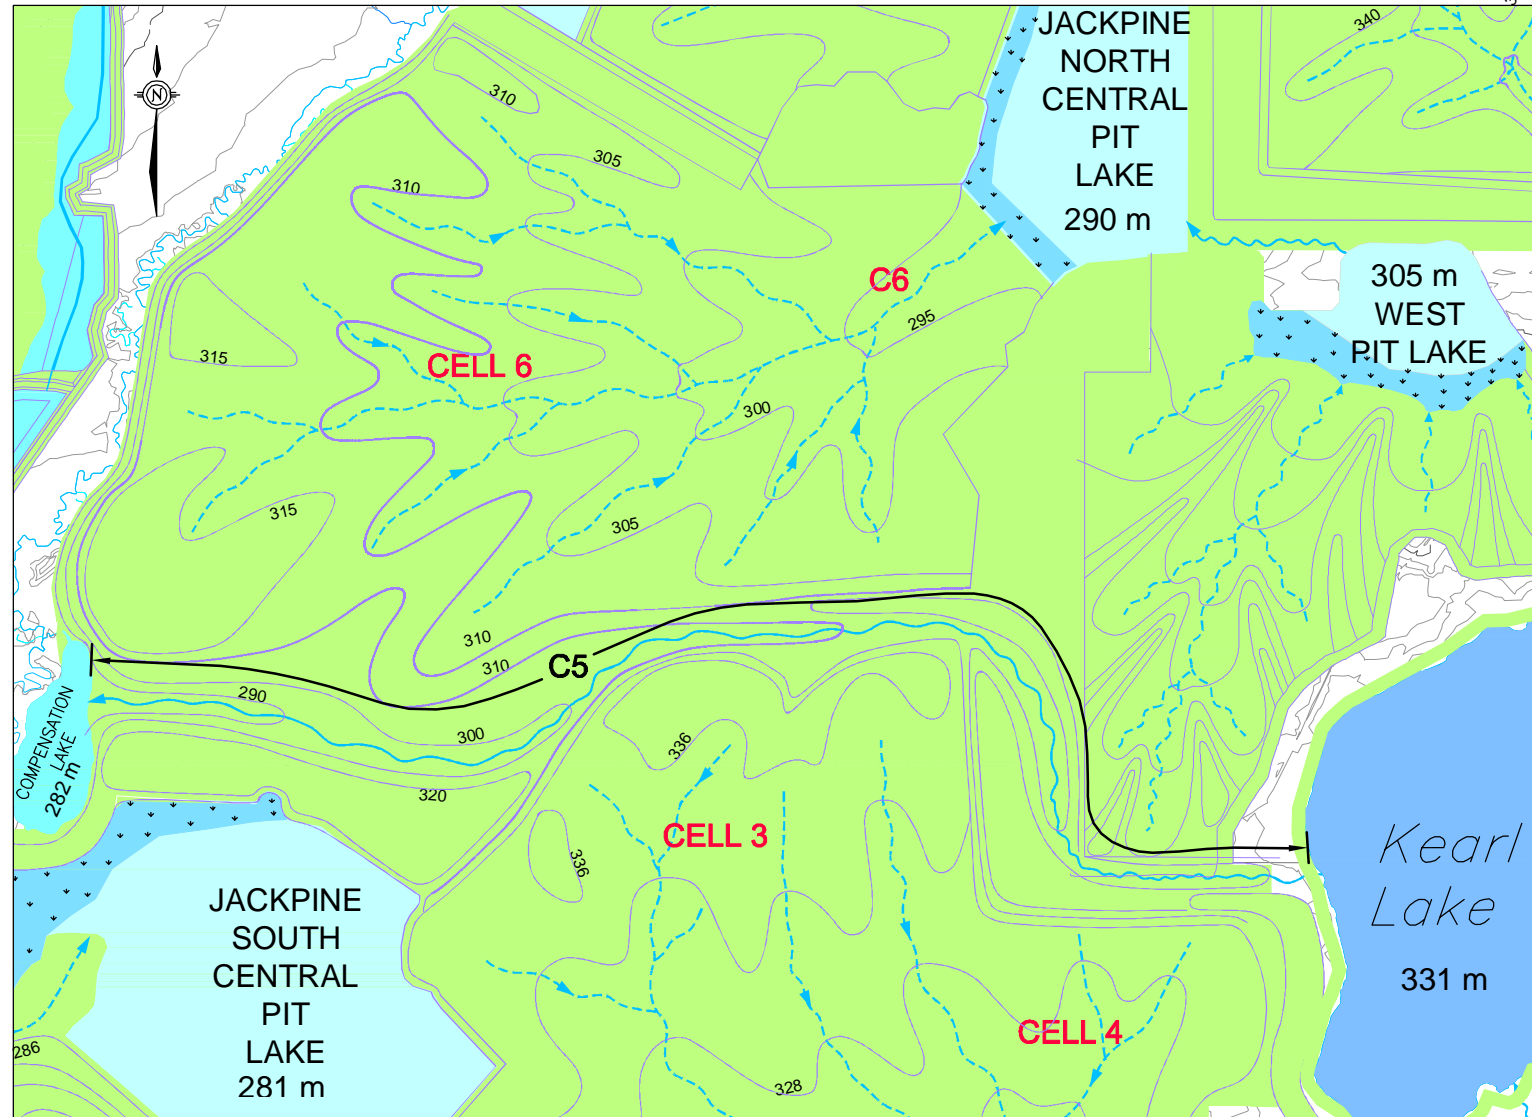 340
JACKPINE
NORTH
CENTRAL
PIT
LAKE
290 m
N
310
305
310
C6
305 m
WEST
PIT LAKE
295
315
CELL 6
300
315
305
310
310
C5
290
300
COMPENSATION
LAKE
282 m
336
320
CELL 3
336
Kearl
Lake
331 m
JACKPINE
SOUTH
CENTRAL
PIT
LAKE
281 m
CELL 4
286
328